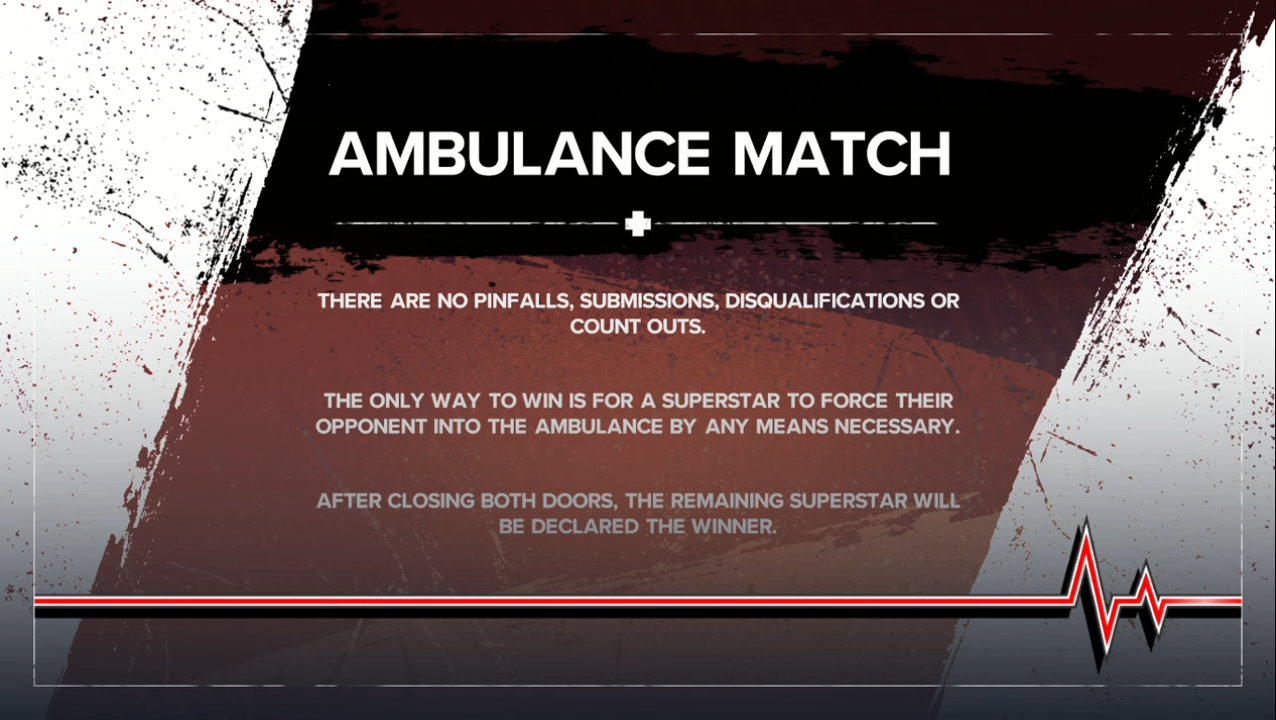 AMBULANCE MATCH
THERE ARE NO PINFALLS, SUBMISSIONS, DISQUALIFICATIONS OR
COUNT OUTS.
THE ONLY WAY TO WIN IS FOR A SUPERSTAR TO FORCE THEIR
OPPONENT INTO THE AMBULANCE BY ANY MEANS NECESSARY.
AFTER CLOSING BOTH DOORS, THE REMAINING SUPERSTAR WILL
BE DECLARED THE WINNER.